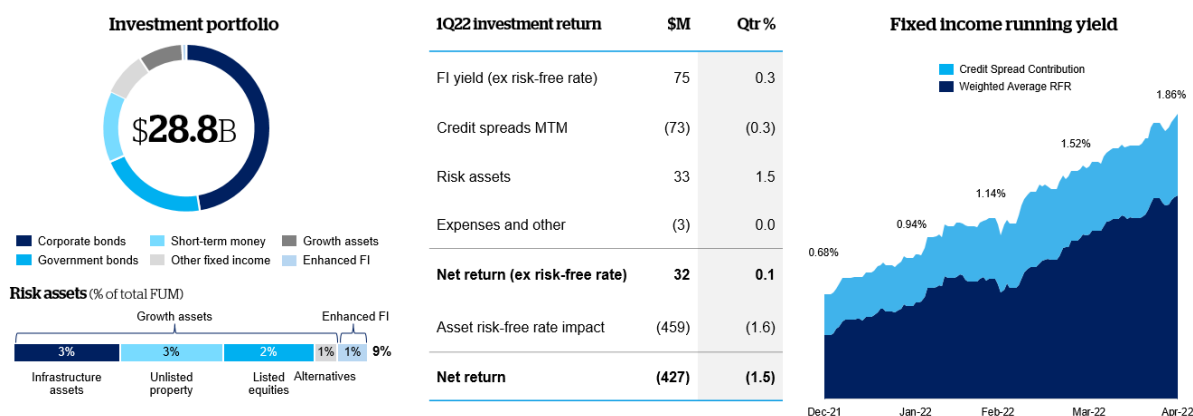 Investment portfolio
$28.8B
Corporate bonds
Short-term money
Growth assets
Government bonds
Other fixed income
Enhanced FI
Risk assets (% of total FUM)
Growth assets
Enhanced FI
3% 3% 2% 1% 1% 9%
Infrastructure
assets
Unlisted
property
Listed
equities
Alternatives
1Q22 investment return $M Qtr %
FI yield (ex risk-free rate) 75 0.3
Credit spreads MTM (73) (0.3)
Risk assets 33 1.5
Expenses and other (3) 0.0
Net return (ex risk-free rate) 32 0.1
Asset risk-free rate impact (459) (1.6)
Net return (427) (1.5)
Fixed income running yield
Credit Spread Contribution
Weighted Average RFR
0.68%
0.94%
1.14%
1.52%
1.86%
Dec-21 Jan-22 Feb-22 Mar-22 Apr-22